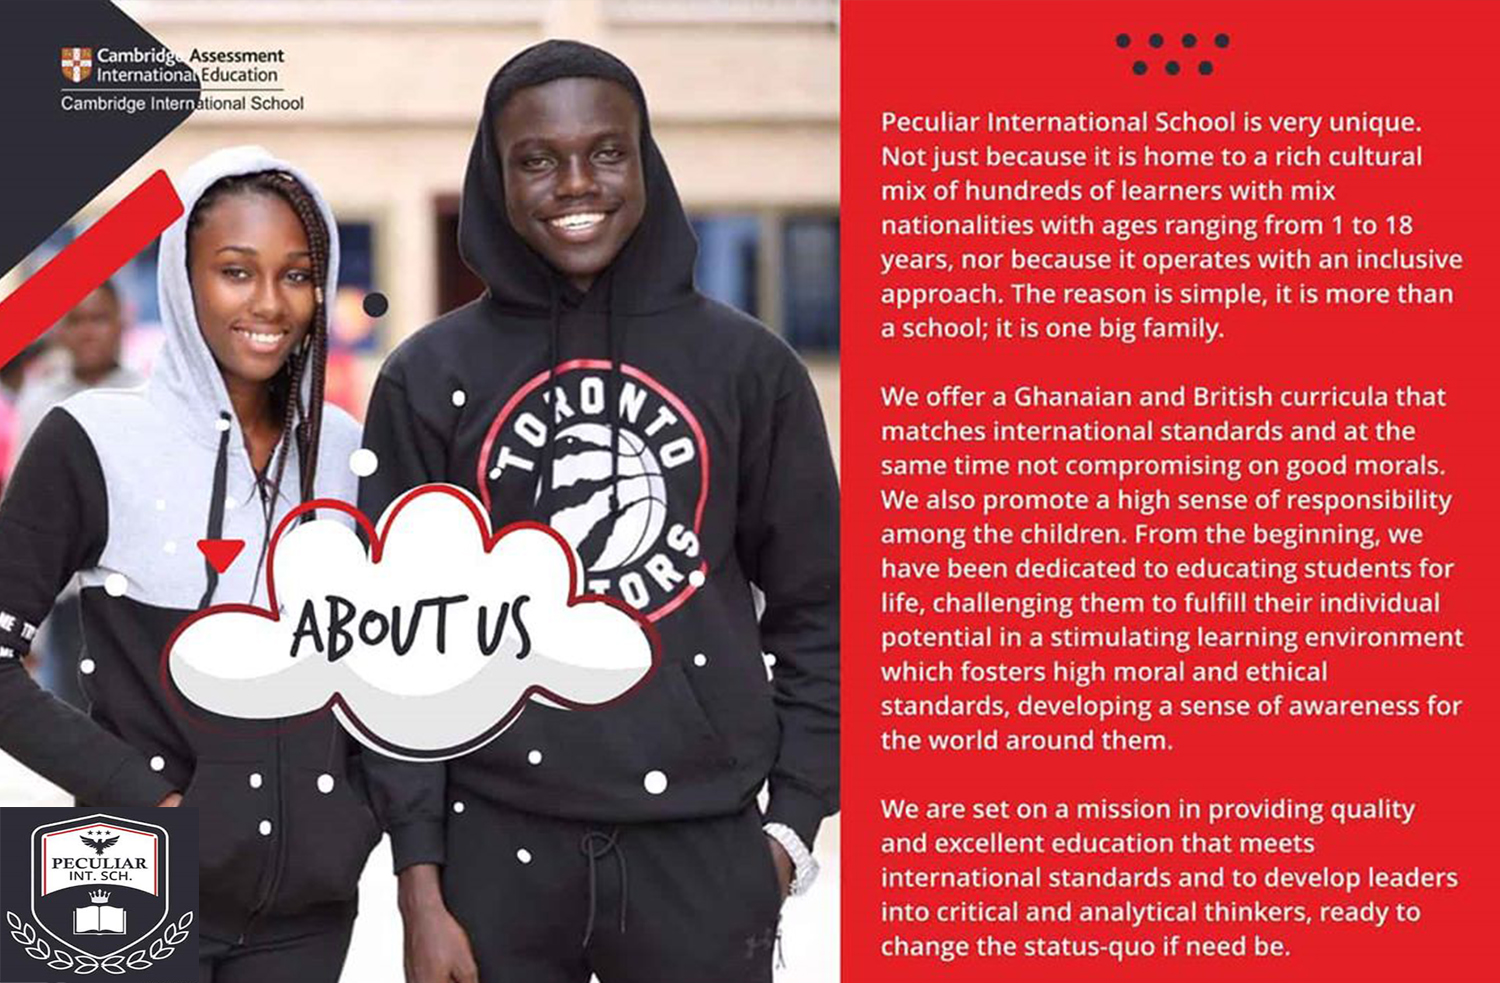 Cambridge Assessment
International Education
Cambridge International School
TORONTO
ABOUT US
PECULIAR
INT. SCH.
Peculiar International School is very unique.
Not just because it is home to a rich cultural
mix of hundreds of learners with mix
nationalities with ages ranging from 1 to 18
years, nor because it operates with an inclusive
approach. The reason is simple, it is more than
a school; it is one big family.
We offer a Ghanaian and British curricula that
matches international standards and at the
same time not compromising on good morals.
We also promote a high sense of responsibility
among the children. From the beginning, we
have been dedicated to educating students for
life, challenging them to fulfill their individual
potential in a stimulating learning environment
which fosters high moral and ethical
standards, developing a sense of awareness for
the world around them.
We are set on a mission in providing quality
and excellent education that meets
international standards and to develop leaders
into critical and analytical thinkers, ready to
change the status-quo if need be.